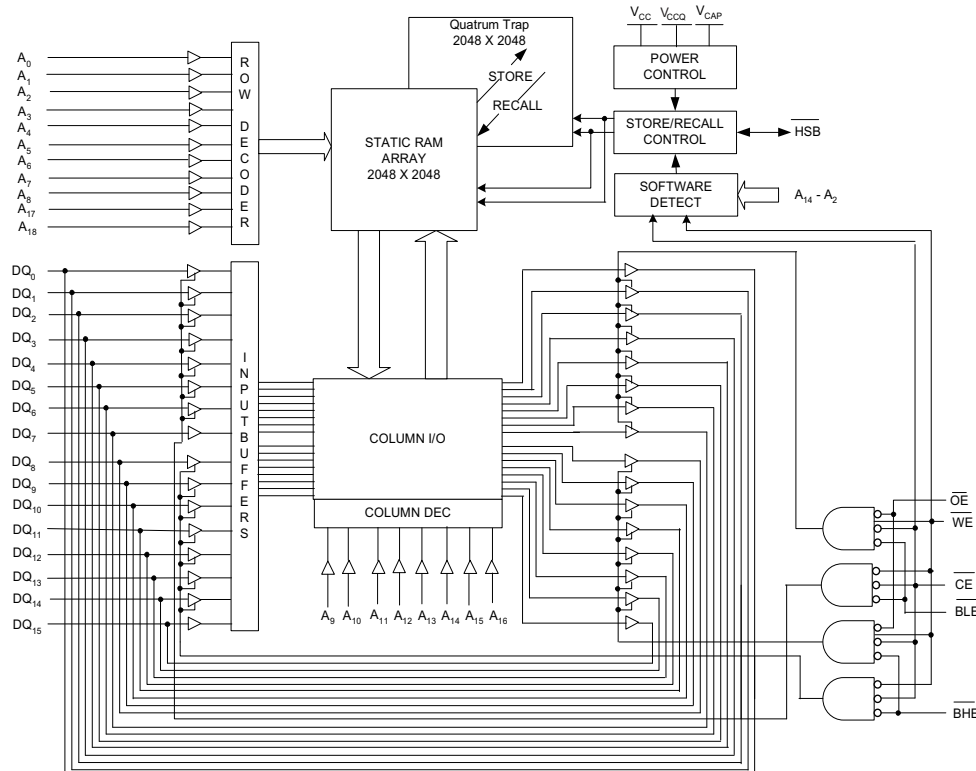 Quatrum Trap
2048 X 2048
STORE
RECALL
STATIC RAM
ARRAY
2048 X 2048
V_CC
V_CCQ
V_CAP
POWER
CONTROL
STORE/RECALL
CONTROL
HSB
SOFTWARE
DETECT
A14 - A2
A0
A1
A2
A3
A4
A5
A6
A7
A8
A17
A18
ROW DECODER
DQ0
DQ1
DQ2
DQ3
DQ4
DQ5
DQ6
DQ7
DQ8
DQ9
DQ10
DQ11
DQ12
DQ13
DQ14
DQ15
INPUT BUFFERS
COLUMN I/O
COLUMN DEC
A9
A10
A11
A12
A13
A14
A15
A16
OE
WE
CE
BLE
BHE